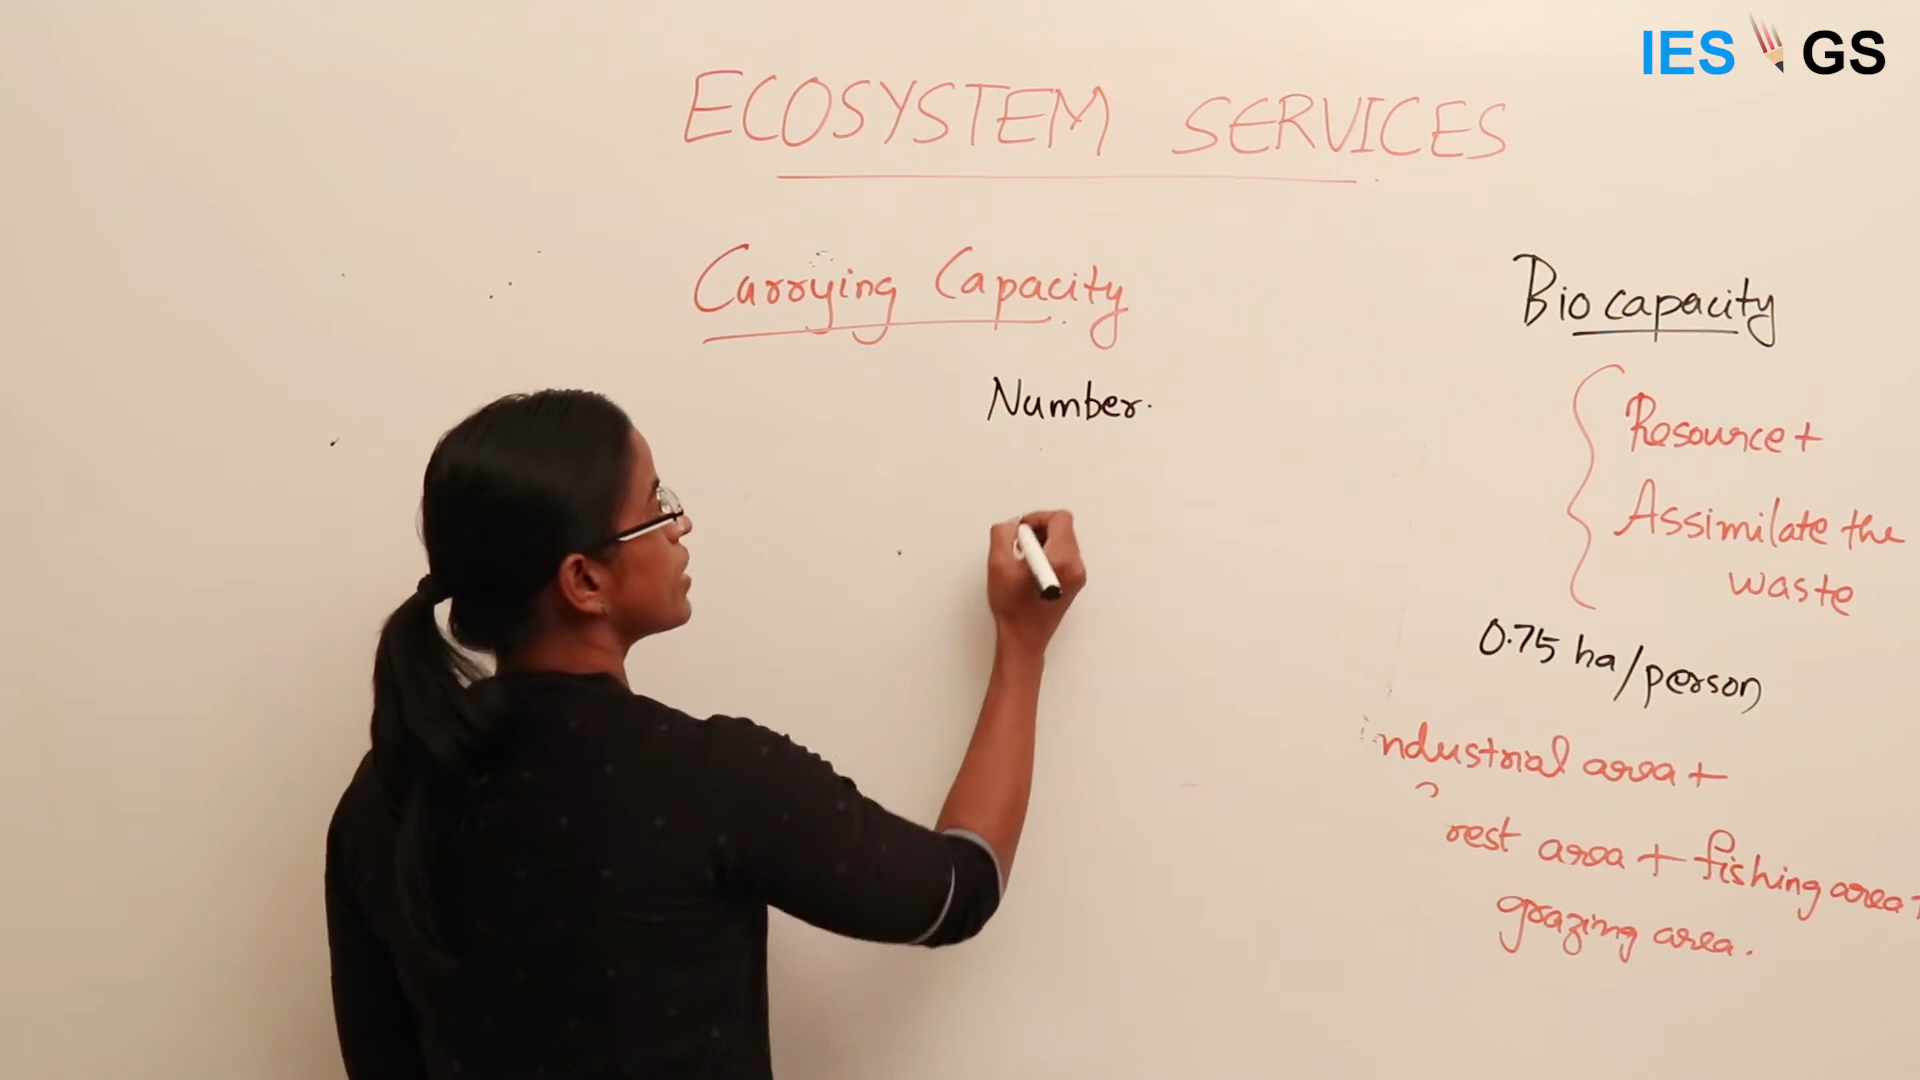 IES GS
ECOSYSTEM SERVICES
Carrying Capacity
Number.
Bio capacity
Resource +
Assimilate the
waste
0.75 ha/person
industrial area +
rest area + fishing area +
grazing area.